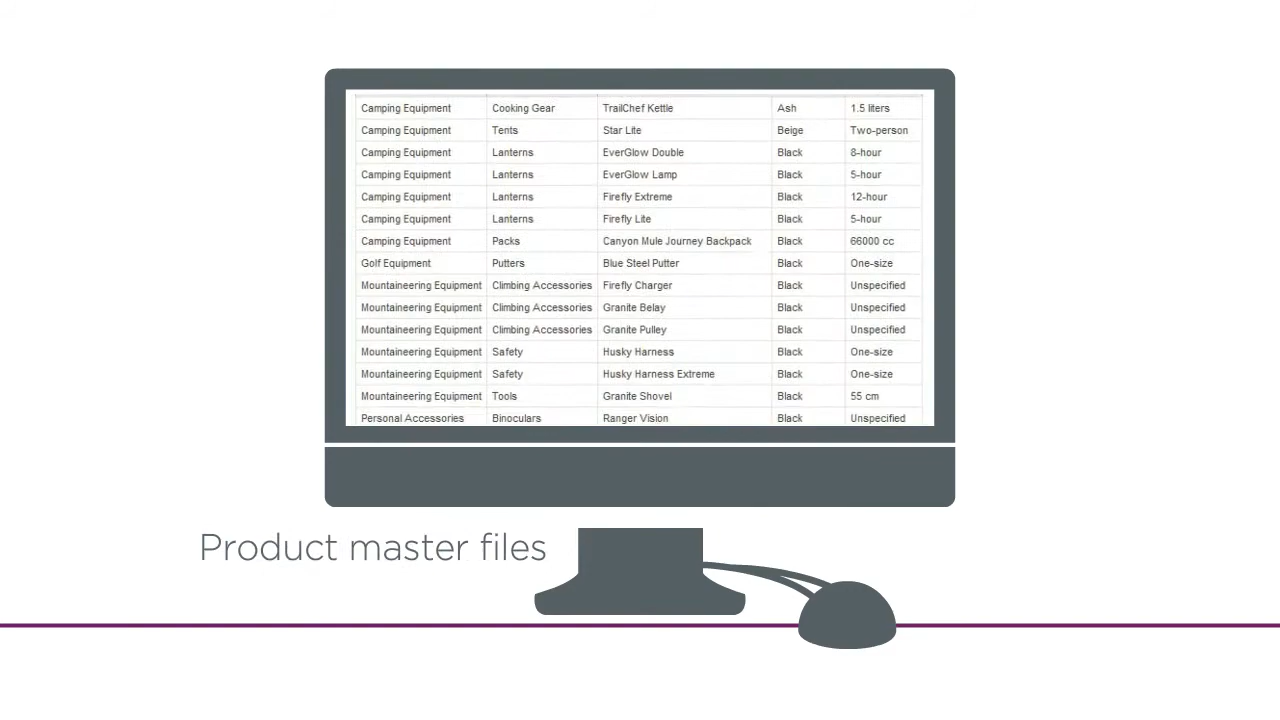 Camping Equipment Cooking Gear TrailChef Kettle Ash 1.5 liters
Camping Equipment Tents Star Lite Beige Two-person
Camping Equipment Lanterns EverGlow Double Black 8-hour
Camping Equipment Lanterns EverGlow Lamp Black 5-hour
Camping Equipment Lanterns Firefly Extreme Black 12-hour
Camping Equipment Lanterns Firefly Lite Black 5-hour
Camping Equipment Packs Canyon Mule Journey Backpack Black 66000 cc
Golf Equipment Putters Blue Steel Putter Black One-size
Mountaineering Equipment Climbing Accessories Firefly Charger Black Unspecified
Mountaineering Equipment Climbing Accessories Granite Belay Black Unspecified
Mountaineering Equipment Climbing Accessories Granite Pulley Black Unspecified
Mountaineering Equipment Safety Husky Harness Black One-size
Mountaineering Equipment Safety Husky Harness Extreme Black One-size
Mountaineering Equipment Tools Granite Shovel Black 55 cm
Personal Accessories Binoculars Ranger Vision Black Unspecified
Product master files